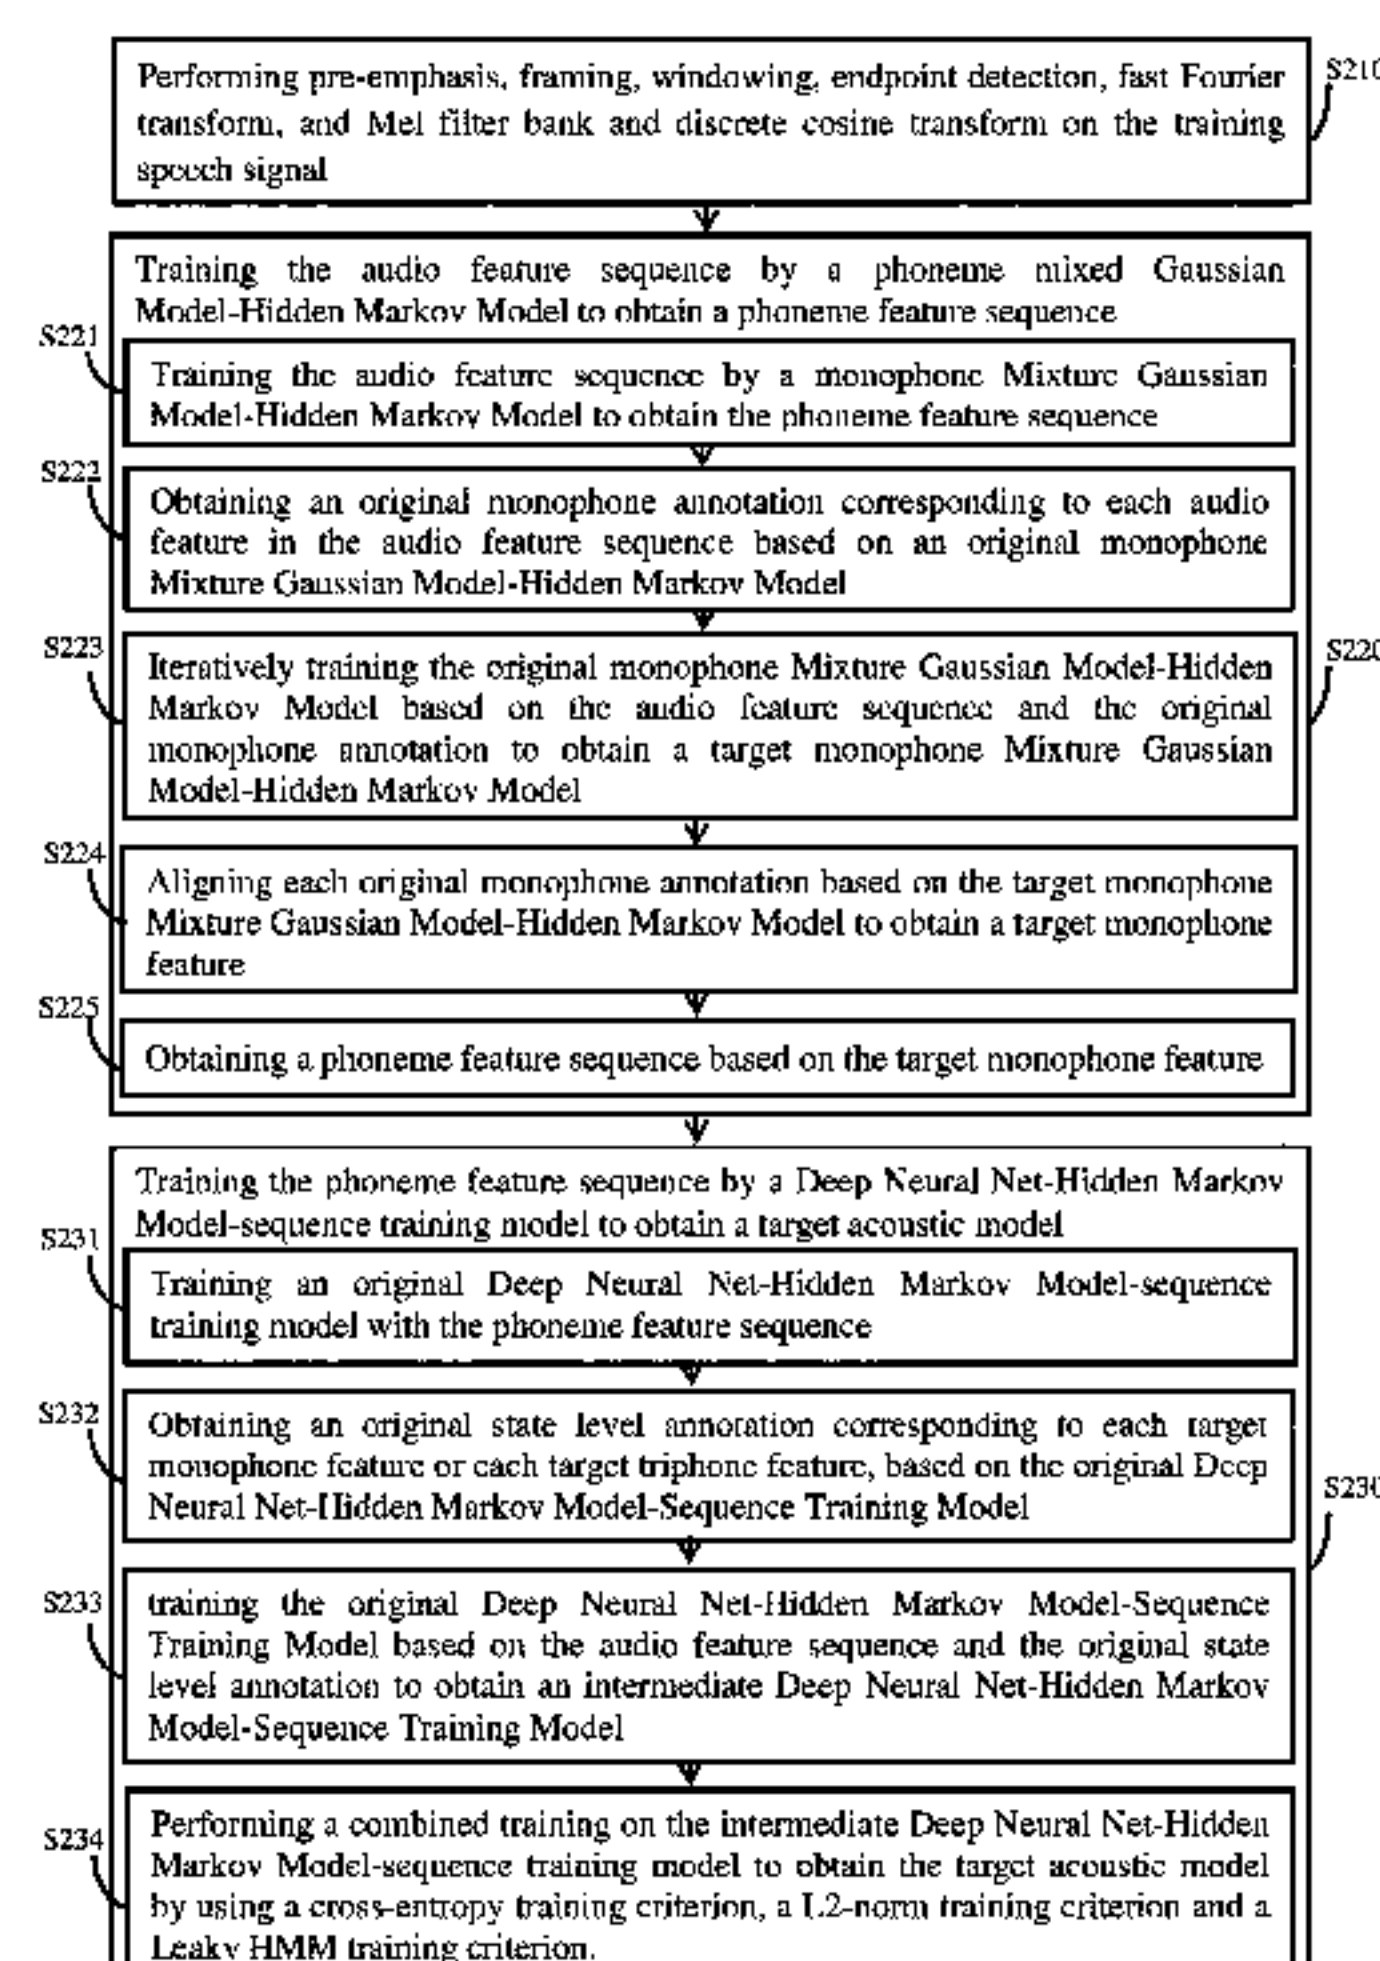 Performing pre-emphasis, framing, windowing, endpoint detection, fast Fourier
transform, and Mel filter bank and discrete cosine transform on the training
speech signal
S210
Training the audio feature sequence by a phoneme mixed Gaussian
Model-Hidden Markov Model to obtain a phoneme feature sequence
S221
Training the audio feature sequence by a monophone Mixture Gaussian
Model-Hidden Markov Model to obtain the phoneme feature sequence
S222
Obtaining an original monophone annotation corresponding to each audio
feature in the audio feature sequence based on an original monophone
Mixture Gaussian Model-Hidden Markov Model
S223
Iteratively training the original monophone Mixture Gaussian Model-Hidden
Markov Model based on the audio feature sequence and the original
monophone annotation to obtain a target monophone Mixture Gaussian
Model-Hidden Markov Model
S220
S224
Aligning each original monophone annotation based on the target monophone
Mixture Gaussian Model-Hidden Markov Model to obtain a target monophone
feature
S225
Obtaining a phoneme feature sequence based on the target monophone feature
Training the phoneme feature sequence by a Deep Neural Net-Hidden Markov
Model-sequence training model to obtain a target acoustic model
S231
Training an original Deep Neural Net-Hidden Markov Model-sequence
training model with the phoneme feature sequence
S232
Obtaining an original state level annotation corresponding to each target
monophone feature or each target triphone feature, based on the original Deep
Neural Net-Hidden Markov Model-Sequence Training Model
S230
S233
training the original Deep Neural Net-Hidden Markov Model-Sequence
Training Model based on the audio feature sequence and the original state
level annotation to obtain an intermediate Deep Neural Net-Hidden Markov
Model-Sequence Training Model
S234
Performing a combined training on the intermediate Deep Neural Net-Hidden
Markov Model-sequence training model to obtain the target acoustic model
by using a cross-entropy training criterion, a L2-norm training criterion and a
Leaky HMM training criterion.